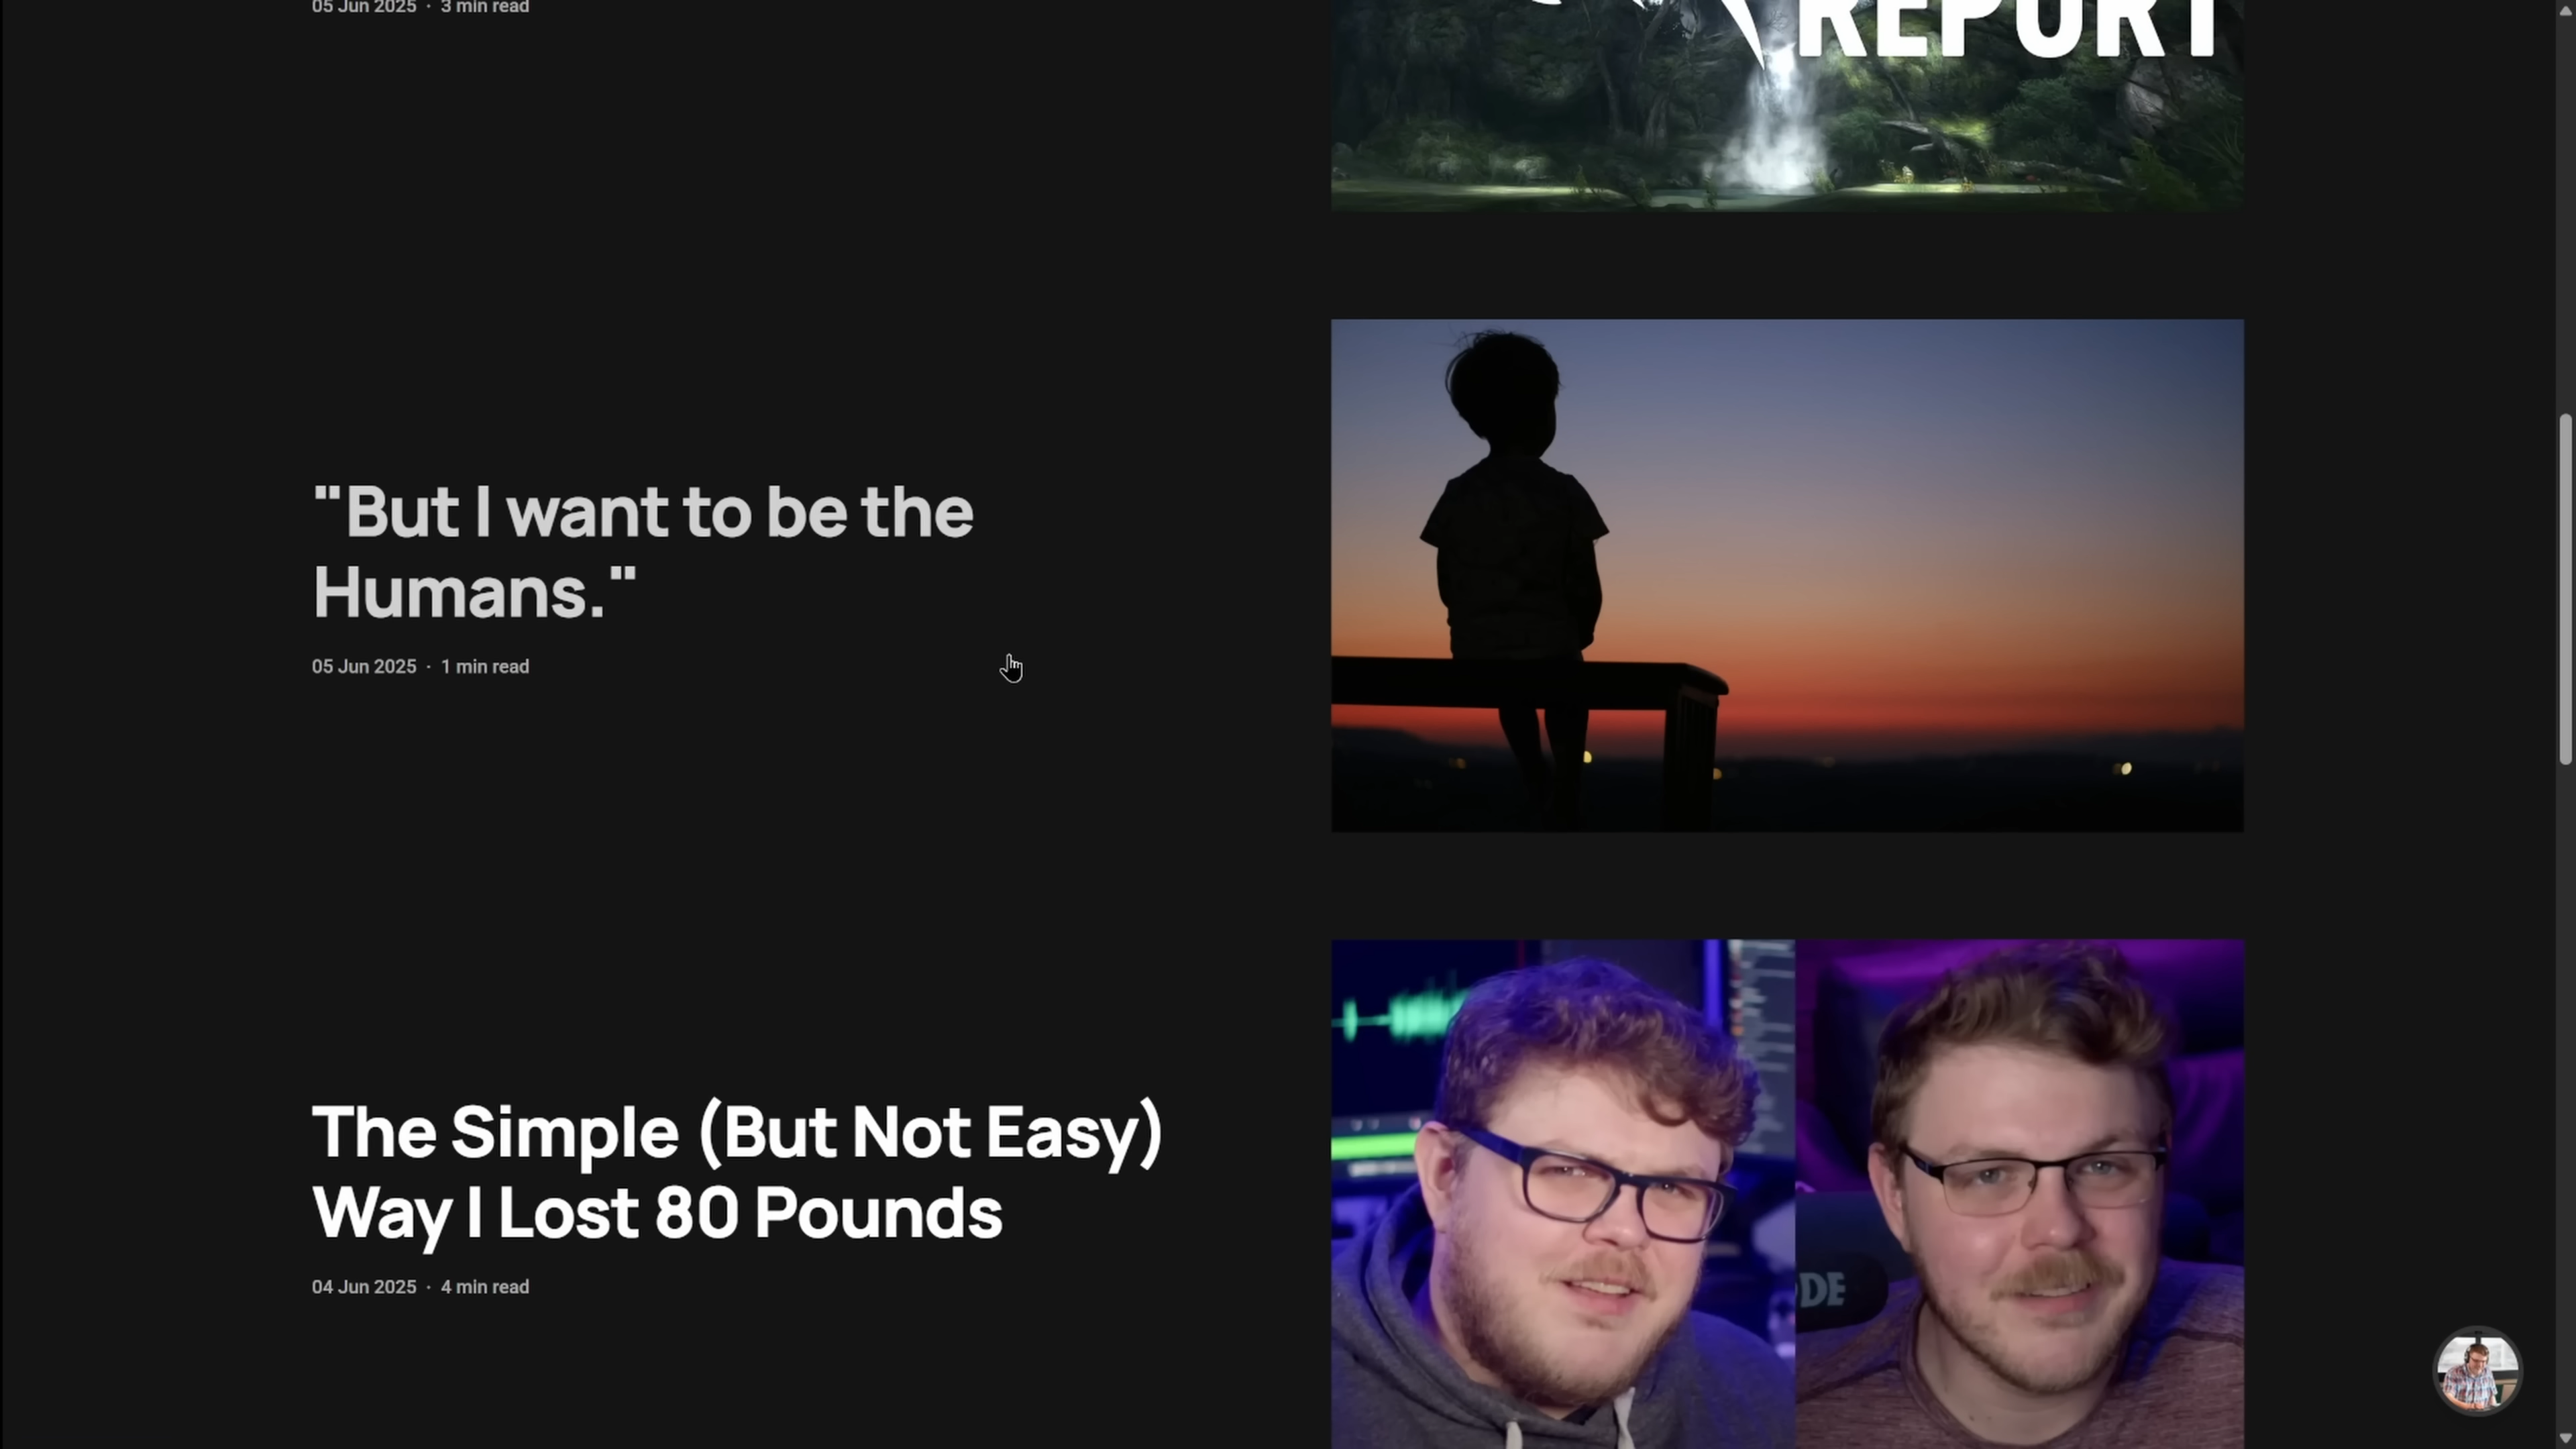 05 Jun 2025 · 3 min read
REPORT
"But I want to be the
Humans."
05 Jun 2025 · 1 min read
The Simple (But Not Easy)
Way I Lost 80 Pounds
04 Jun 2025 · 4 min read
DE